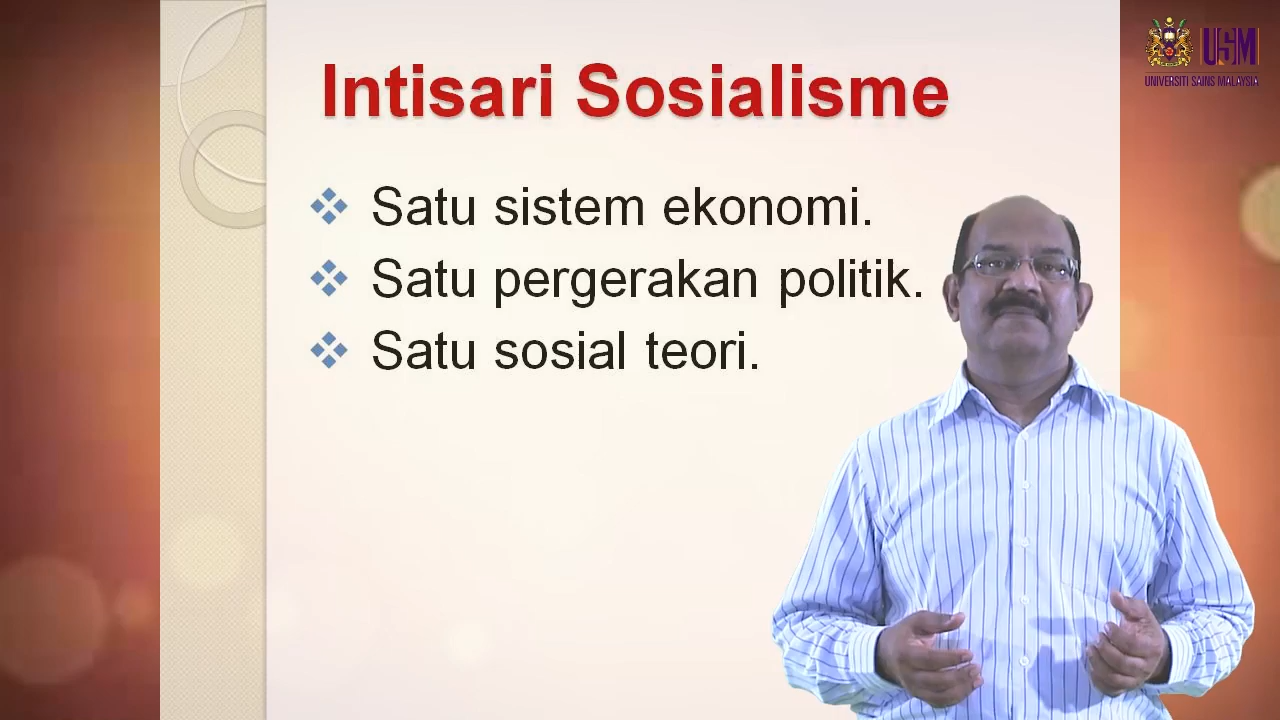 Intisari Sosialisme
Satu sistem ekonomi.
Satu pergerakan politik.
Satu sosial teori.
USM
UNIVERSITI SAINS MALAYSIA